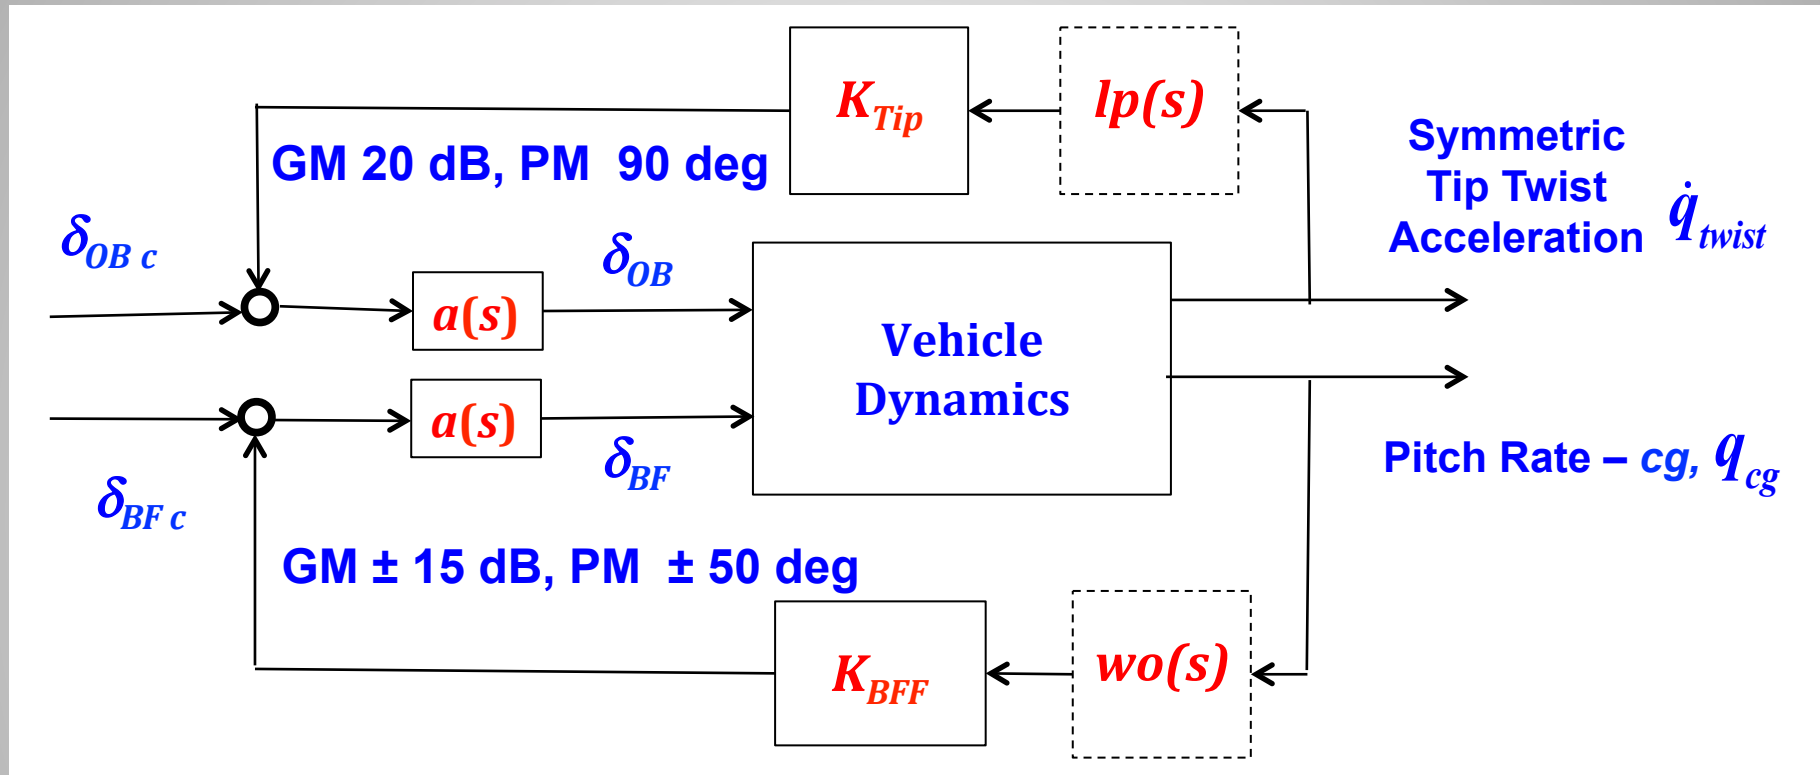 K_Tip
lp(s)
GM 20 dB, PM 90 deg
Symmetric
Tip Twist
Acceleration q̇_twist
δ_OB c
δ_OB
a(s)
Vehicle
Dynamics
a(s)
δ_BF
δ_BF c
Pitch Rate – cg, q_cg
GM ± 15 dB, PM ± 50 deg
K_BFF
wo(s)